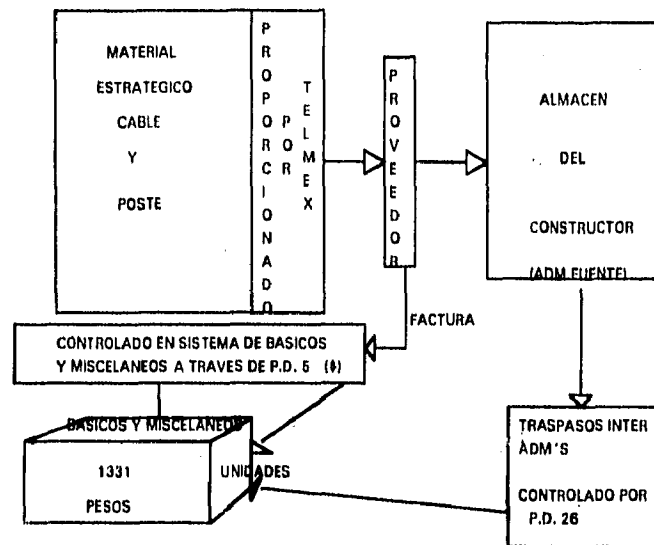 MATERIAL
ESTRATEGICO
CABLE
Y
POSTE
PROPORCIONADO
POR
TELMEX
PROVEEDOR
ALMACEN
DEL
CONSTRUCTOR
(ADM FUENTE)
FACTURA
CONTROLADO EN SISTEMA DE BASICOS
Y MISCELANEOS A TRAVES DE P.D. 5 ($)
BASICOS Y MISCELANEOS
1331
PESOS
UNIDADES
TRASPASOS INTER
ADM'S
CONTROLADO POR
P.D. 26